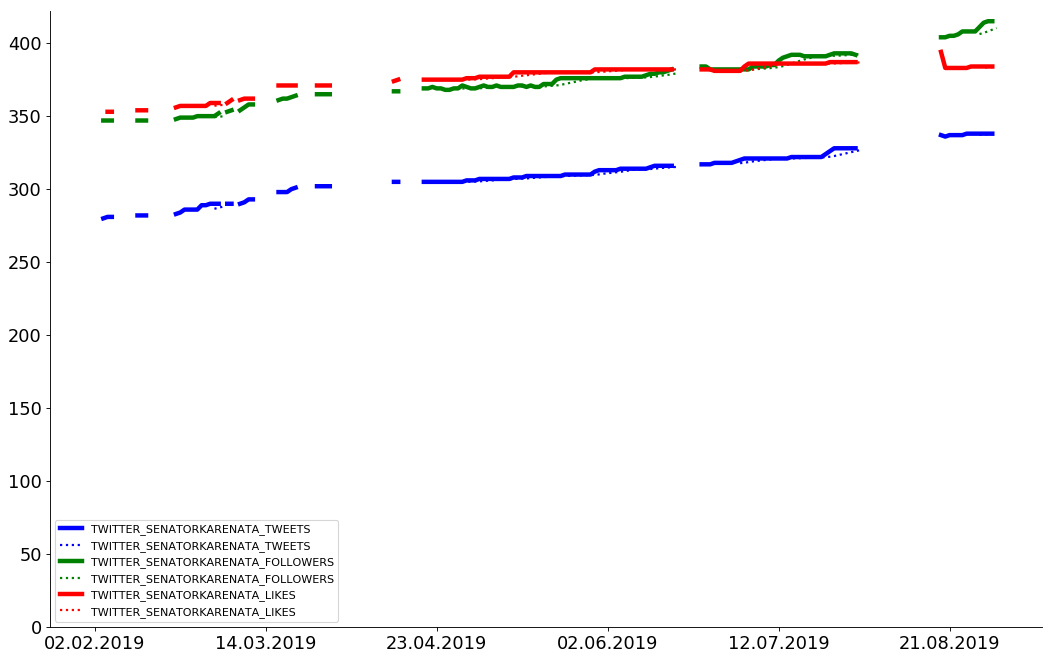 400
350
300
250
200
150
100
50
0
TWITTER_SENATORKARENATA_TWEETS
TWITTER_SENATORKARENATA_TWEETS
TWITTER_SENATORKARENATA_FOLLOWERS
TWITTER_SENATORKARENATA_FOLLOWERS
TWITTER_SENATORKARENATA_LIKES
TWITTER_SENATORKARENATA_LIKES
02.02.2019 14.03.2019 23.04.2019 02.06.2019 12.07.2019 21.08.2019